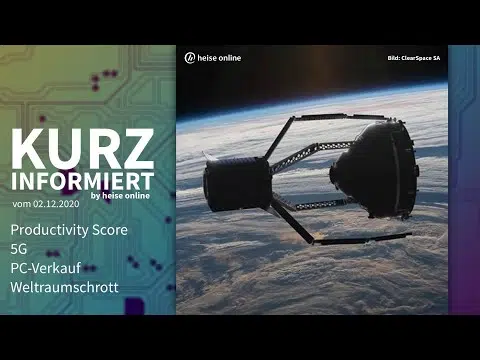 heise online
Bild: ClearSpace SA
KURZ
INFORMIERT
by heise online
vom 02.12.2020
Productivity Score
5G
PC-Verkauf
Weltraumschrott